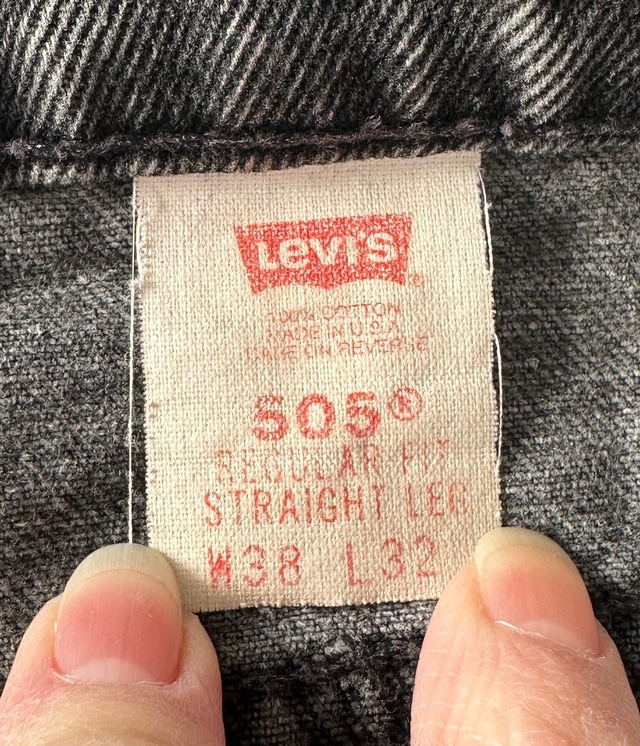 LEVI'S ®
100% COTTON
MADE IN U.S.A
CARE ON REVERSE
505®
REGULAR FIT
STRAIGHT LEG
W38 L32